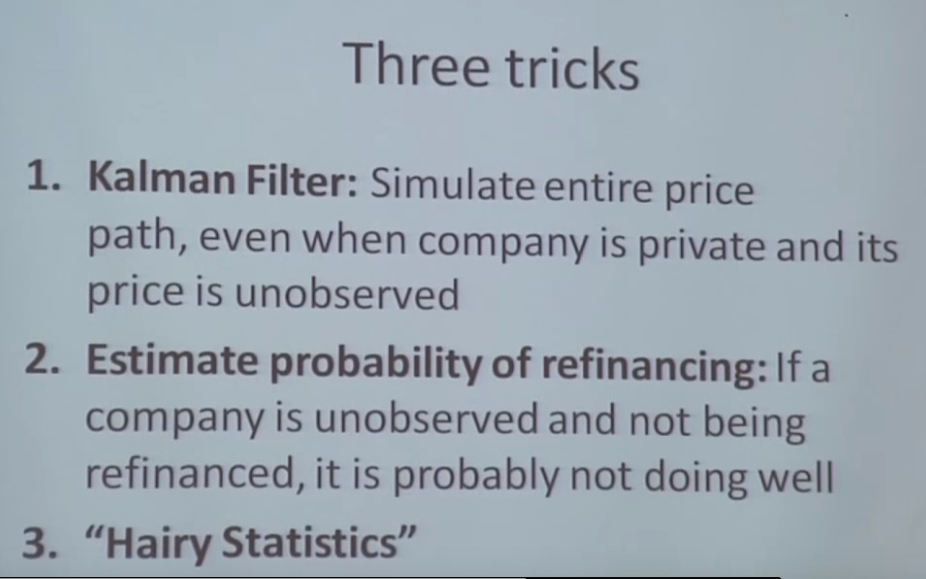 Three tricks
1. Kalman Filter: Simulate entire price
path, even when company is private and its
price is unobserved
2. Estimate probability of refinancing: If a
company is unobserved and not being
refinanced, it is probably not doing well
3. “Hairy Statistics”